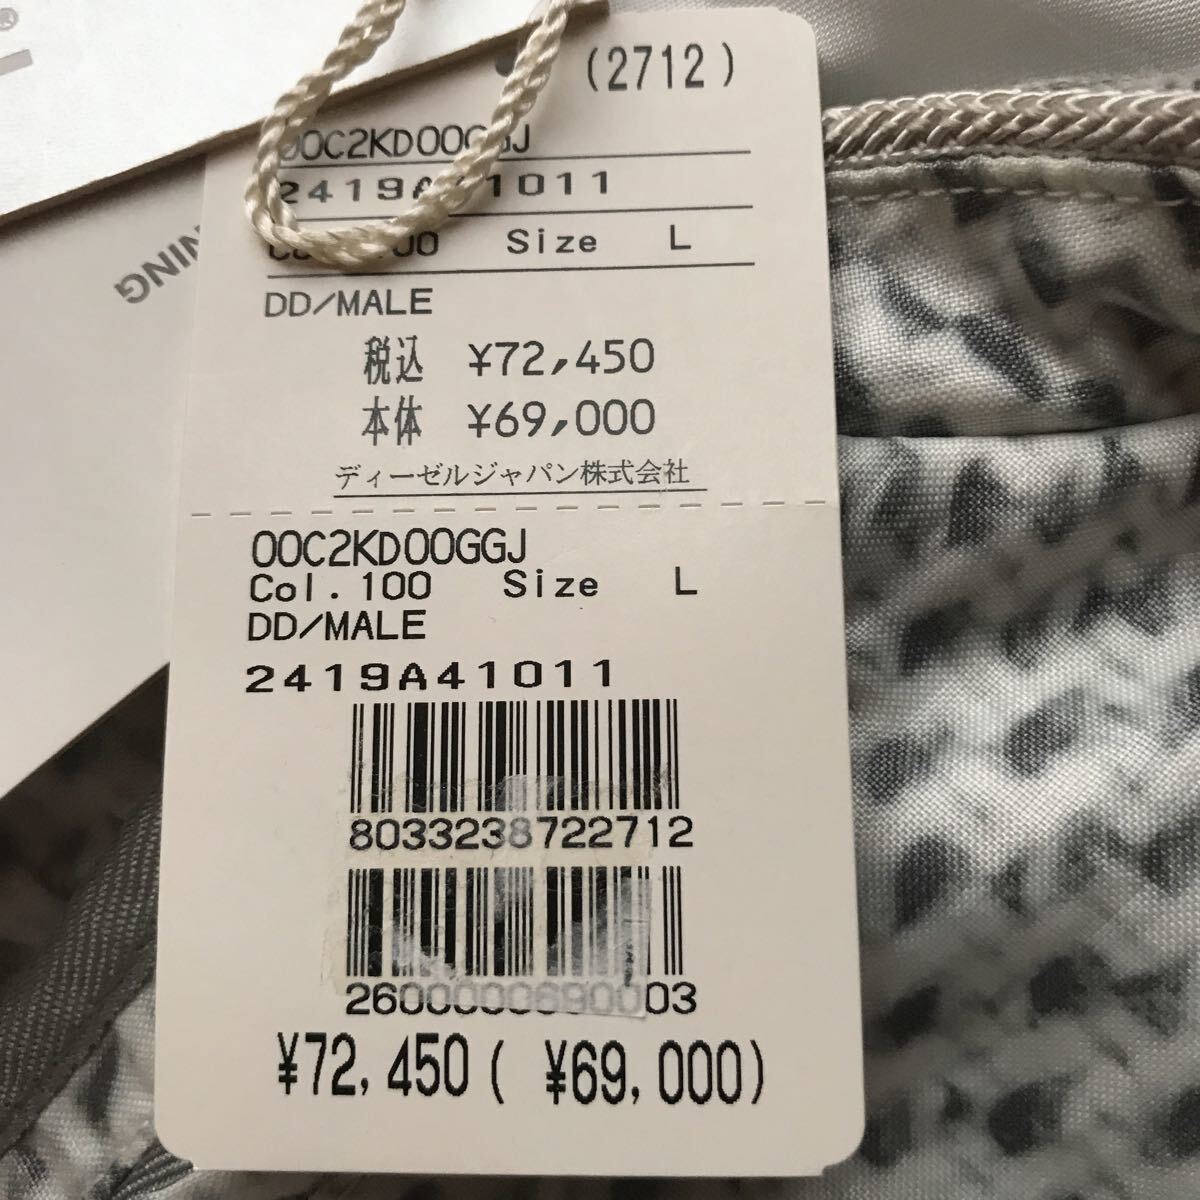 ®
NING
(2712)
00C2KD00GGJ
2419A41011
Size L
DD/MALE
税込 ¥72,450
本体 ¥69,000
ディーゼルジャパン株式会社
00C2KD00GGJ
Col.100 Size L
DD/MALE
2419A41011
8033238722712
2600000690003
¥72,450( ¥69,000)